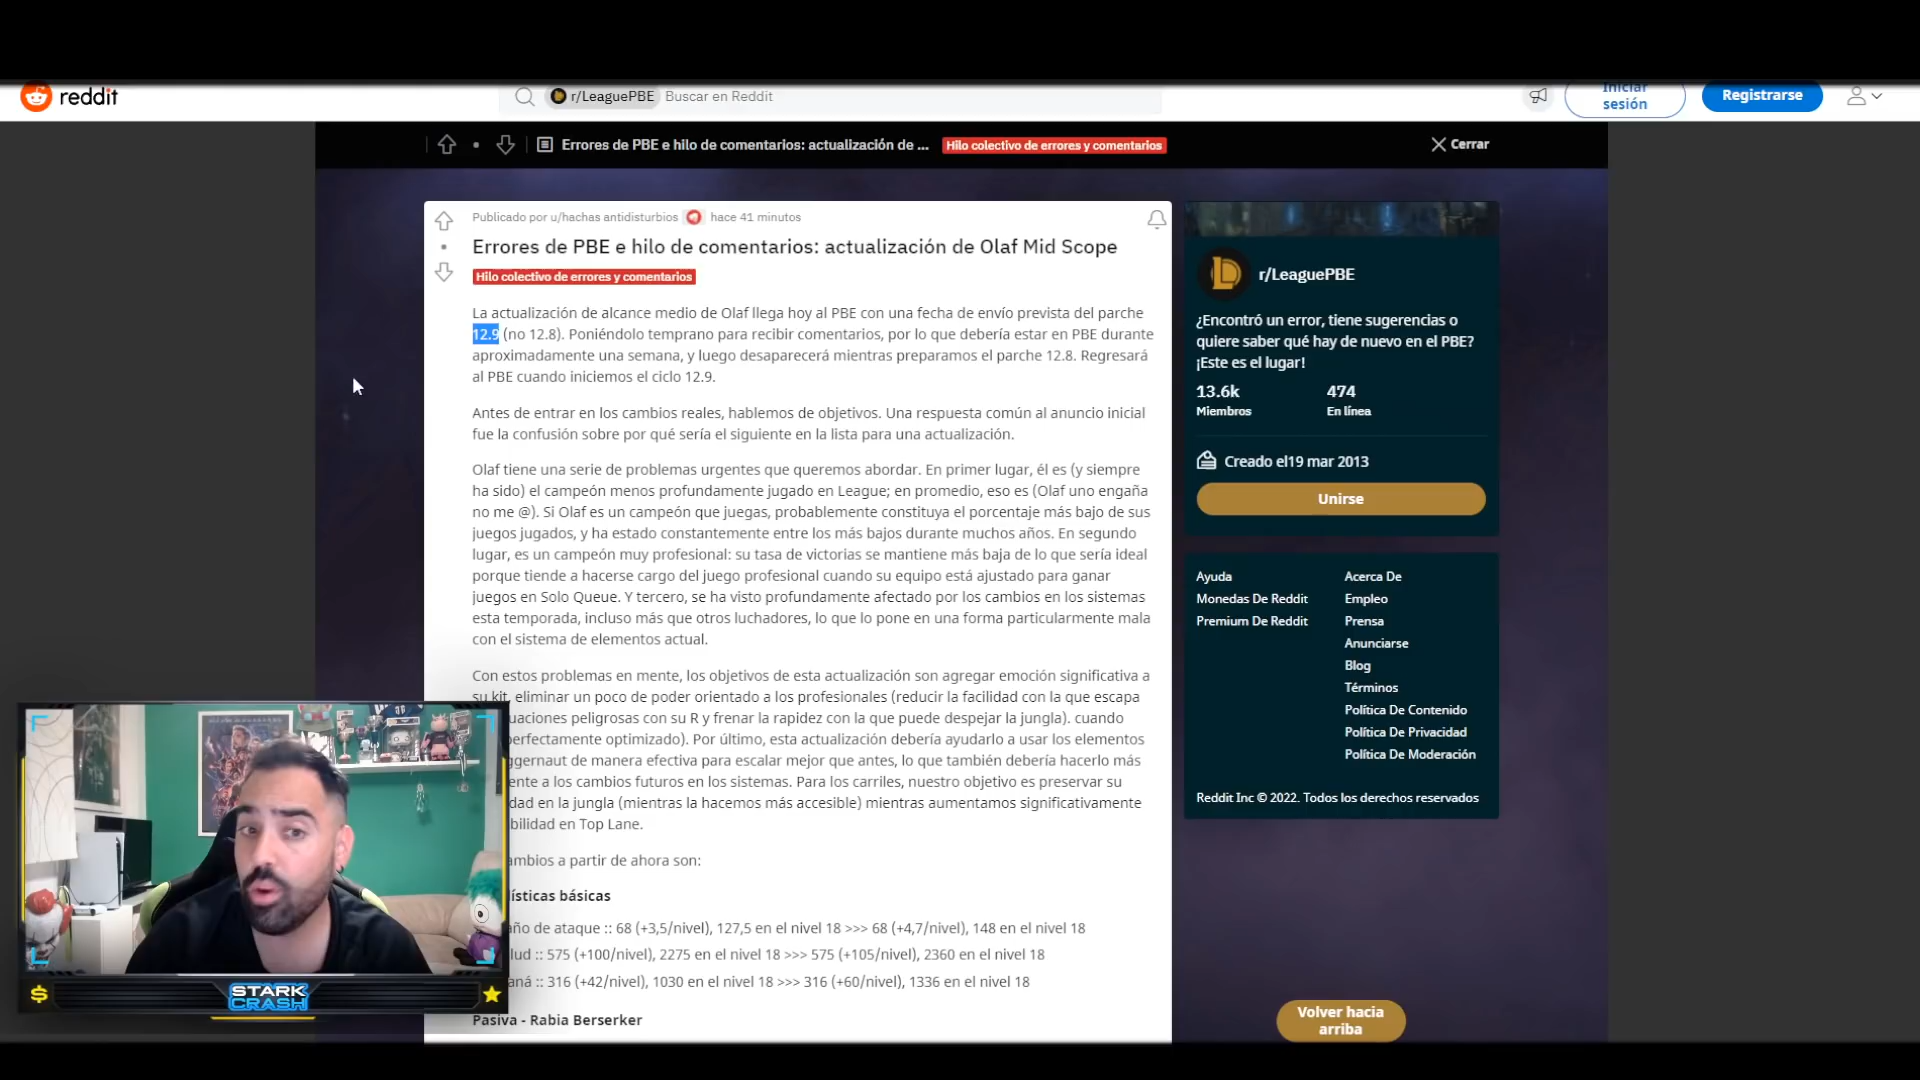 reddit
r/LeaguePBE Buscar en Reddit
Iniciar sesión
Registrarse
Errores de PBE e hilo de comentarios: actualización de ... Hilo colectivo de errores y comentarios
Cerrar
Publicado por u/hachas antidisturbios hace 41 minutos
Errores de PBE e hilo de comentarios: actualización de Olaf Mid Scope
Hilo colectivo de errores y comentarios
La actualización de alcance medio de Olaf llega hoy al PBE con una fecha de envío prevista del parche
12.9 (no 12.8). Poniéndolo temprano para recibir comentarios, por lo que debería estar en PBE durante
aproximadamente una semana, y luego desaparecerá mientras preparamos el parche 12.8. Regresará
al PBE cuando iniciemos el ciclo 12.9.
Antes de entrar en los cambios reales, hablemos de objetivos. Una respuesta común al anuncio inicial
fue la confusión sobre por qué sería el siguiente en la lista para una actualización.
Olaf tiene una serie de problemas urgentes que queremos abordar. En primer lugar, él es (y siempre
ha sido) el campeón menos profundamente jugado en League; en promedio, eso es (Olaf uno engaña
no me @). Si Olaf es un campeón que juegas, probablemente constituya el porcentaje más bajo de sus
juegos jugados, y ha estado constantemente entre los más bajos durante muchos años. En segundo
lugar, es un campeón muy profesional: su tasa de victorias se mantiene más baja de lo que sería ideal
porque tiende a hacerse cargo del juego profesional cuando su equipo está ajustado para ganar
juegos en Solo Queue. Y tercero, se ha visto profundamente afectado por los cambios en los sistemas
esta temporada, incluso más que otros luchadores, lo que lo pone en una forma particularmente mala
con el sistema de elementos actual.
Con estos problemas en mente, los objetivos de esta actualización son agregar emoción significativa a
su kit, eliminar un poco de poder orientado a los profesionales (reducir la facilidad con la que escapa
uaciones peligrosas con su R y frenar la rapidez con la que puede despejar la jungla). cuando
perfectamente optimizado). Por último, esta actualización debería ayudarlo a usar los elementos
ggernaut de manera efectiva para escalar mejor que antes, lo que también debería hacerlo más
ente a los cambios futuros en los sistemas. Para los carriles, nuestro objetivo es preservar su
dad en la jungla (mientras la hacemos más accesible) mientras aumentamos significativamente
bilidad en Top Lane.
ambios a partir de ahora son:
ísticas básicas
año de ataque :: 68 (+3,5/nivel), 127,5 en el nivel 18 >>> 68 (+4,7/nivel), 148 en el nivel 18
lud :: 575 (+100/nivel), 2275 en el nivel 18 >>> 575 (+105/nivel), 2360 en el nivel 18
aná :: 316 (+42/nivel), 1030 en el nivel 18 >>> 316 (+60/nivel), 1336 en el nivel 18
Pasiva - Rabia Berserker
r/LeaguePBE
¿Encontró un error, tiene sugerencias o
quiere saber qué hay de nuevo en el PBE?
¡Este es el lugar!
13.6k 474
Miembros En línea
Creado el19 mar 2013
Unirse
Ayuda Acerca De
Monedas De Reddit Empleo
Premium De Reddit Prensa
Anunciarse
Blog
Términos
Política De Contenido
Política De Privacidad
Política De Moderación
Reddit Inc © 2022. Todos los derechos reservados
Volver hacia
arriba
STARK
CRASH